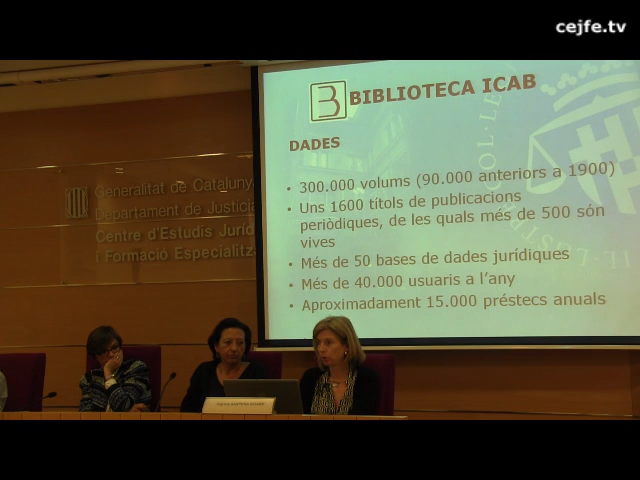 cejfe.tv
BIBLIOTECA ICAB
DADES
• 300.000 volums (90.000 anteriors a 1900)
• Uns 1600 títols de publicacions
periòdiques, de les quals més de 500 són
vives
• Més de 50 bases de dades jurídiques
• Més de 40.000 usuaris a l'any
• Aproximadament 15.000 préstecs anuals
Generalitat de Catalunya
Departament de Justícia
Centre d'Estudis Jurí
i Formació Especialitz